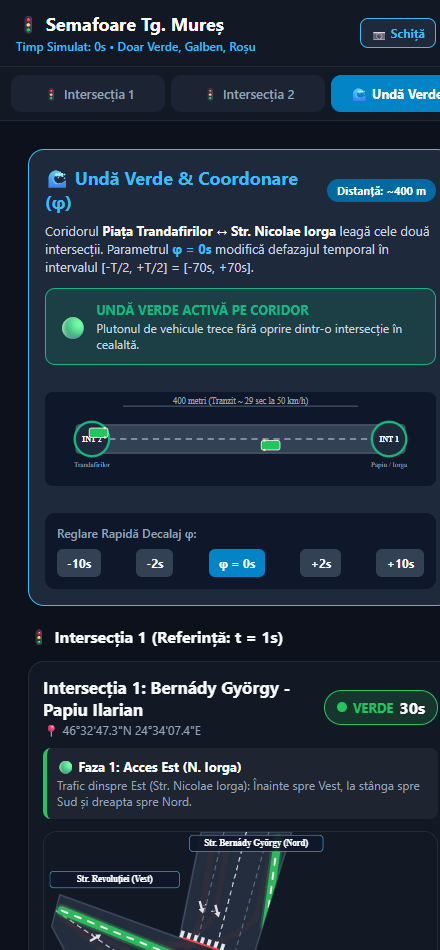 Semafoare Tg. Mureș
Timp Simulat: 0s • Doar Verde, Galben, Roșu
Schiță
Intersecția 1
Intersecția 2
Undă Verde
Undă Verde & Coordonare
(φ)
Distanță: ~400 m
Coridorul Piața Trandafirilor ↔ Str. Nicolae Iorga leagă cele două
intersecții. Parametrul φ = 0s modifică defazajul temporal în
intervalul [-T/2, +T/2] = [-70s, +70s].
UNDĂ VERDE ACTIVĂ PE CORIDOR
Plutonul de vehicule trece fără oprire dintr-o intersecție în
cealaltă.
400 metri (Tranzit ~ 29 sec la 50 km/h)
INT 2
INT 1
Trandafirilor
Papiu / Iorga
Reglare Rapidă Decalaj φ:
-10s
-2s
φ = 0s
+2s
+10s
Intersecția 1 (Referință: t = 1s)
Intersecția 1: Bernády György -
Papiu Ilarian
VERDE 30s
46°32'47.3"N 24°34'07.4"E
Faza 1: Acces Est (N. Iorga)
Trafic dinspre Est (Str. Nicolae Iorga): Înainte spre Vest, la stânga spre
Sud și dreapta spre Nord.
Str. Bernády György (Nord)
Str. Revoluției (Vest)